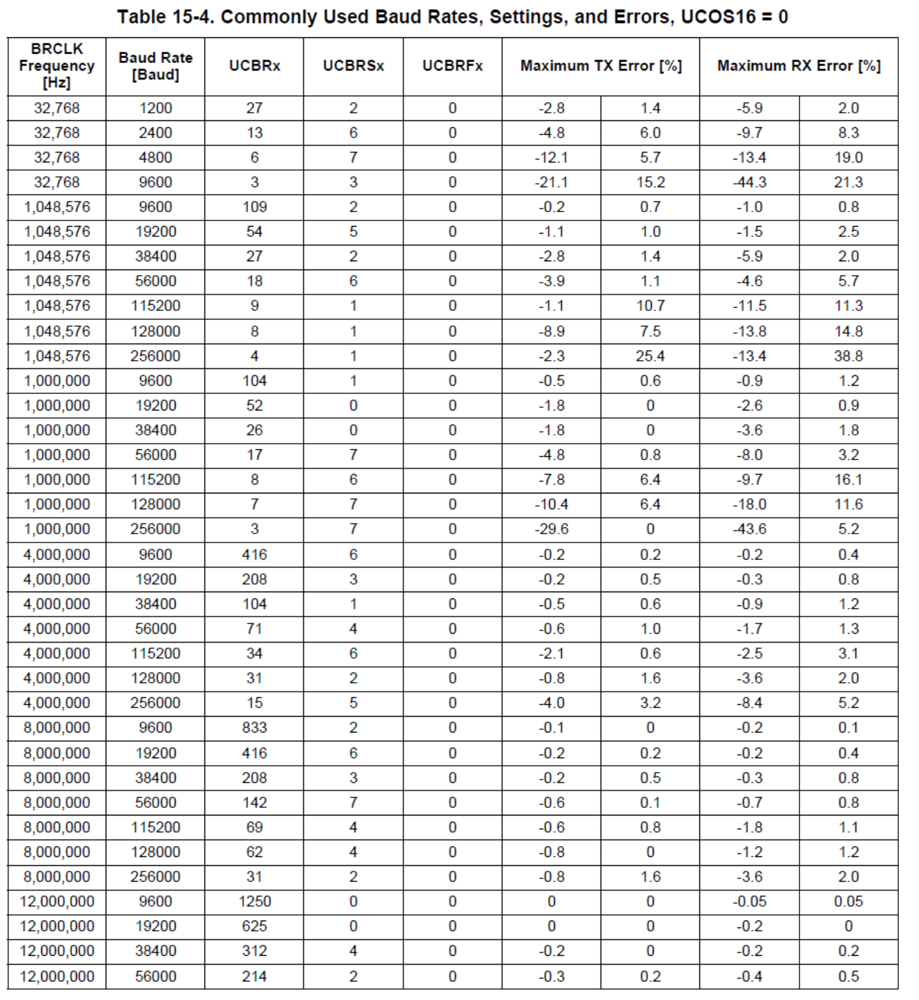 Table 15-4. Commonly Used Baud Rates, Settings, and Errors, UCOS16 = 0
BRCLK Frequency [Hz] Baud Rate [Baud] UCBRx UCBRSx UCBRFx Maximum TX Error [%] Maximum RX Error [%]
32,768 1200 27 2 0 -2.8 1.4 -5.9 2.0
32,768 2400 13 6 0 -4.8 6.0 -9.7 8.3
32,768 4800 6 7 0 -12.1 5.7 -13.4 19.0
32,768 9600 3 3 0 -21.1 15.2 -44.3 21.3
1,048,576 9600 109 2 0 -0.2 0.7 -1.0 0.8
1,048,576 19200 54 5 0 -1.1 1.0 -1.5 2.5
1,048,576 38400 27 2 0 -2.8 1.4 -5.9 2.0
1,048,576 56000 18 6 0 -3.9 1.1 -4.6 5.7
1,048,576 115200 9 1 0 -1.1 10.7 -11.5 11.3
1,048,576 128000 8 1 0 -8.9 7.5 -13.8 14.8
1,048,576 256000 4 1 0 -2.3 25.4 -13.4 38.8
1,000,000 9600 104 1 0 -0.5 0.6 -0.9 1.2
1,000,000 19200 52 0 0 -1.8 0 -2.6 0.9
1,000,000 38400 26 0 0 -1.8 0 -3.6 1.8
1,000,000 56000 17 7 0 -4.8 0.8 -8.0 3.2
1,000,000 115200 8 6 0 -7.8 6.4 -9.7 16.1
1,000,000 128000 7 7 0 -10.4 6.4 -18.0 11.6
1,000,000 256000 3 7 0 -29.6 0 -43.6 5.2
4,000,000 9600 416 6 0 -0.2 0.2 -0.2 0.4
4,000,000 19200 208 3 0 -0.2 0.5 -0.3 0.8
4,000,000 38400 104 1 0 -0.5 0.6 -0.9 1.2
4,000,000 56000 71 4 0 -0.6 1.0 -1.7 1.3
4,000,000 115200 34 6 0 -2.1 0.6 -2.5 3.1
4,000,000 128000 31 2 0 -0.8 1.6 -3.6 2.0
4,000,000 256000 15 5 0 -4.0 3.2 -8.4 5.2
8,000,000 9600 833 2 0 -0.1 0 -0.2 0.1
8,000,000 19200 416 6 0 -0.2 0.2 -0.2 0.4
8,000,000 38400 208 3 0 -0.2 0.5 -0.3 0.8
8,000,000 56000 142 7 0 -0.6 0.1 -0.7 0.8
8,000,000 115200 69 4 0 -0.6 0.8 -1.8 1.1
8,000,000 128000 62 4 0 -0.8 0 -1.2 1.2
8,000,000 256000 31 2 0 -0.8 1.6 -3.6 2.0
12,000,000 9600 1250 0 0 0 0 -0.05 0.05
12,000,000 19200 625 0 0 0 0 -0.2 0
12,000,000 38400 312 4 0 -0.2 0 -0.2 0.2
12,000,000 56000 214 2 0 -0.3 0.2 -0.4 0.5